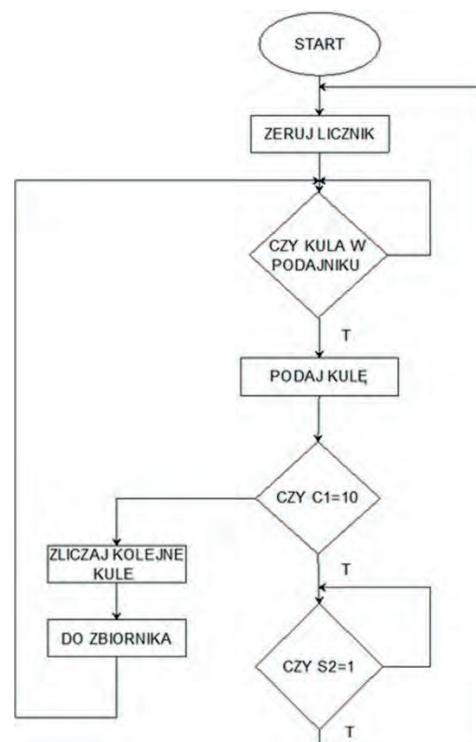 START
ZERUJ LICZNIK
CZY KULA W
PODAJNIKU
T
PODAJ KULĘ
CZY C1=10
ZLICZAJ KOLEJNE
KULE
T
DO ZBIORNIKA
CZY S2=1
T